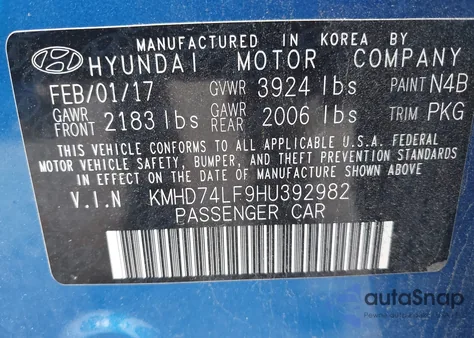 MANUFACTURED IN KOREA BY
HYUNDAI MOTOR COMPANY
FEB/01/17 GVWR 3924 lbs PAINT N4B
GAWR FRONT 2183 lbs GAWR REAR 2006 lbs TRIM PKG
THIS VEHICLE CONFORMS TO ALL APPLICABLE U.S.A. FEDERAL
MOTOR VEHICLE SAFETY, BUMPER, AND THEFT PREVENTION STANDARDS
IN EFFECT ON THE DATE OF MANUFACTURE SHOWN ABOVE.
V.I.N KMHD74LF9HU392982
PASSENGER CAR
autoSnap